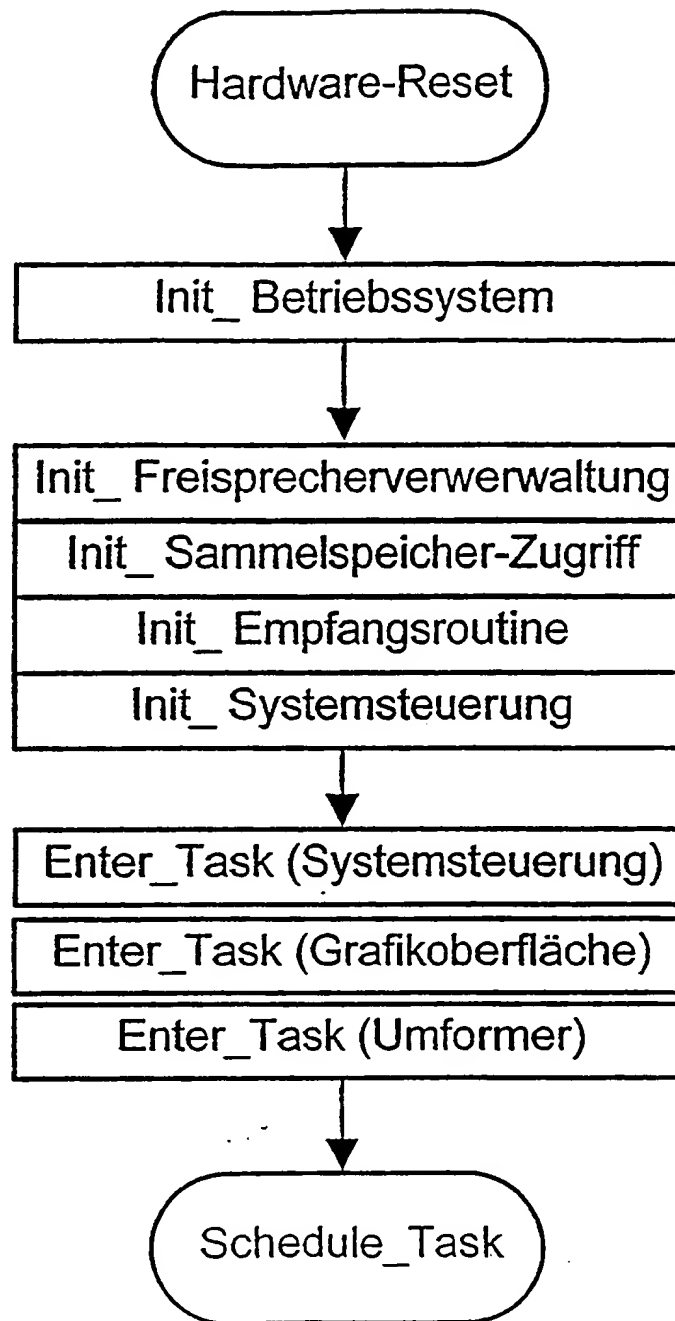 Hardware-Reset
Init_ Betriebssystem
Init_ Freisprecherverwerwaltung
Init_ Sammelspeicher-Zugriff
Init_ Empfangsroutine
Init_ Systemsteuerung
Enter_Task (Systemsteuerung)
Enter_Task (Grafikoberfläche)
Enter_Task (Umformer)
Schedule_Task